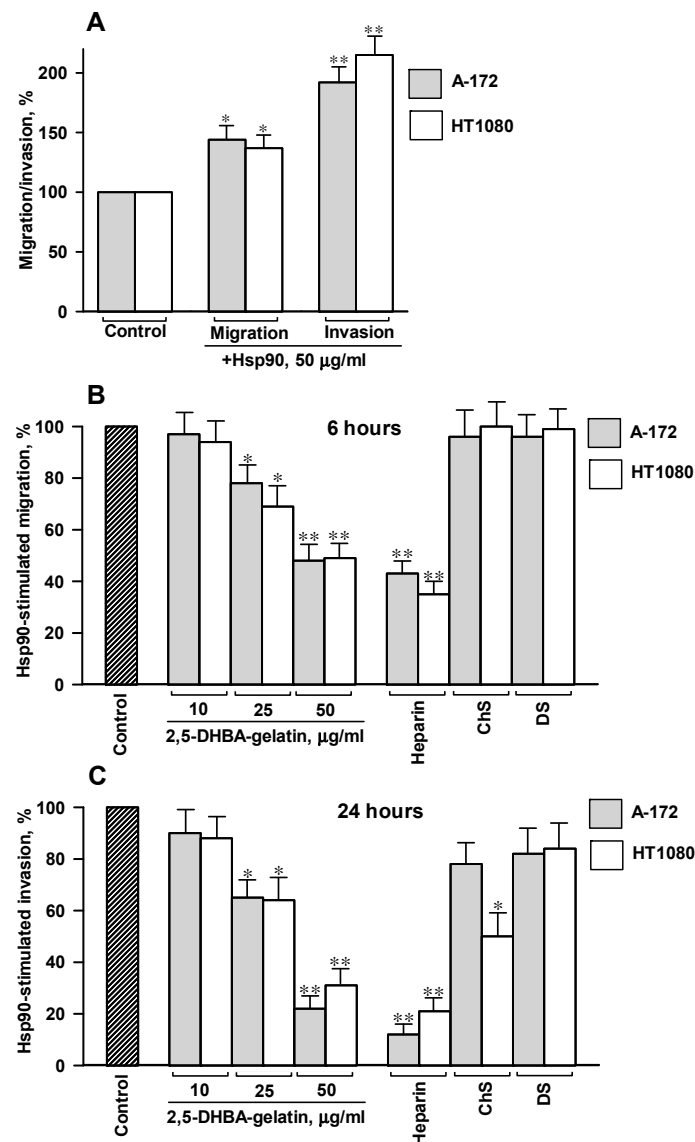 A
Migration/invasion, %
200
150
100
50
0
* * ** **
A-172
HT1080
Control Migration Invasion
+Hsp90, 50 µg/ml
B
6 hours
Hsp90-stimulated migration, %
100
80
60
40
20
0
* * ** ** ** **
A-172
HT1080
Control
10 25 50
2,5-DHBA-gelatin, µg/ml
Heparin
ChS
DS
C
24 hours
Hsp90-stimulated invasion, %
100
80
60
40
20
0
* * ** ** ** ** *
A-172
HT1080
Control
10 25 50
2,5-DHBA-gelatin, µg/ml
Heparin
ChS
DS